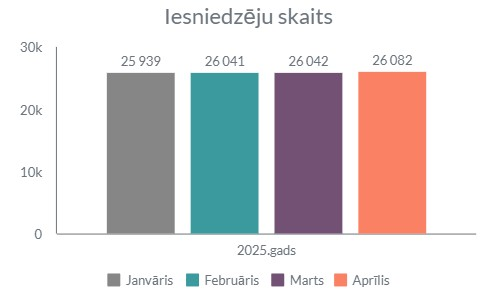 Iesniedzēju skaits
30k
20k
10k
0
25 939
26 041
26 042
26 082
2025.gads
Janvāris
Februāris
Marts
Aprīlis